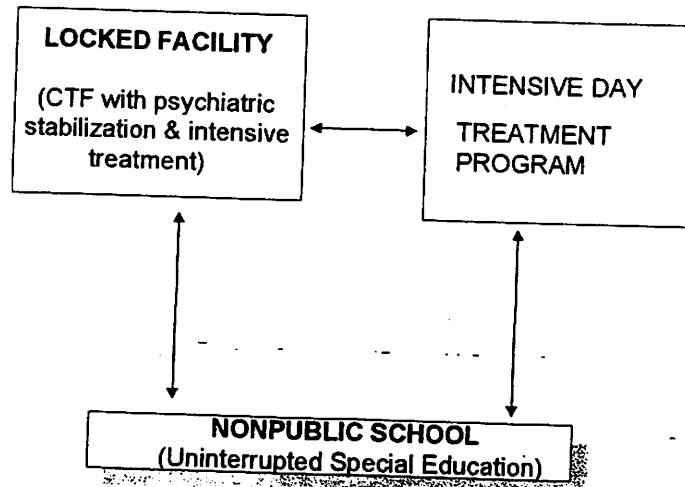 LOCKED FACILITY
(CTF with psychiatric
stabilization & intensive
treatment)
INTENSIVE DAY
TREATMENT
PROGRAM
NONPUBLIC SCHOOL
(Uninterrupted Special Education)